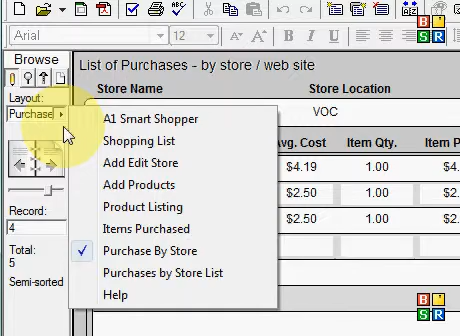 Arial
12
Browse
List of Purchases - by store / web site
Layout:
Store Name
Store Location
Purchase
VOC
A1 Smart Shopper
Shopping List
Avg. Cost
Item Qty.
Item P
Add Edit Store
$4.19
1.00
$4.
Add Products
$2.50
1.00
$2.
Record:
Product Listing
4
Items Purchased
$2.50
1.00
$2.
Total:
Purchase By Store
5
Purchases by Store List
Semi-sorted
Help
B
S R
B
S R